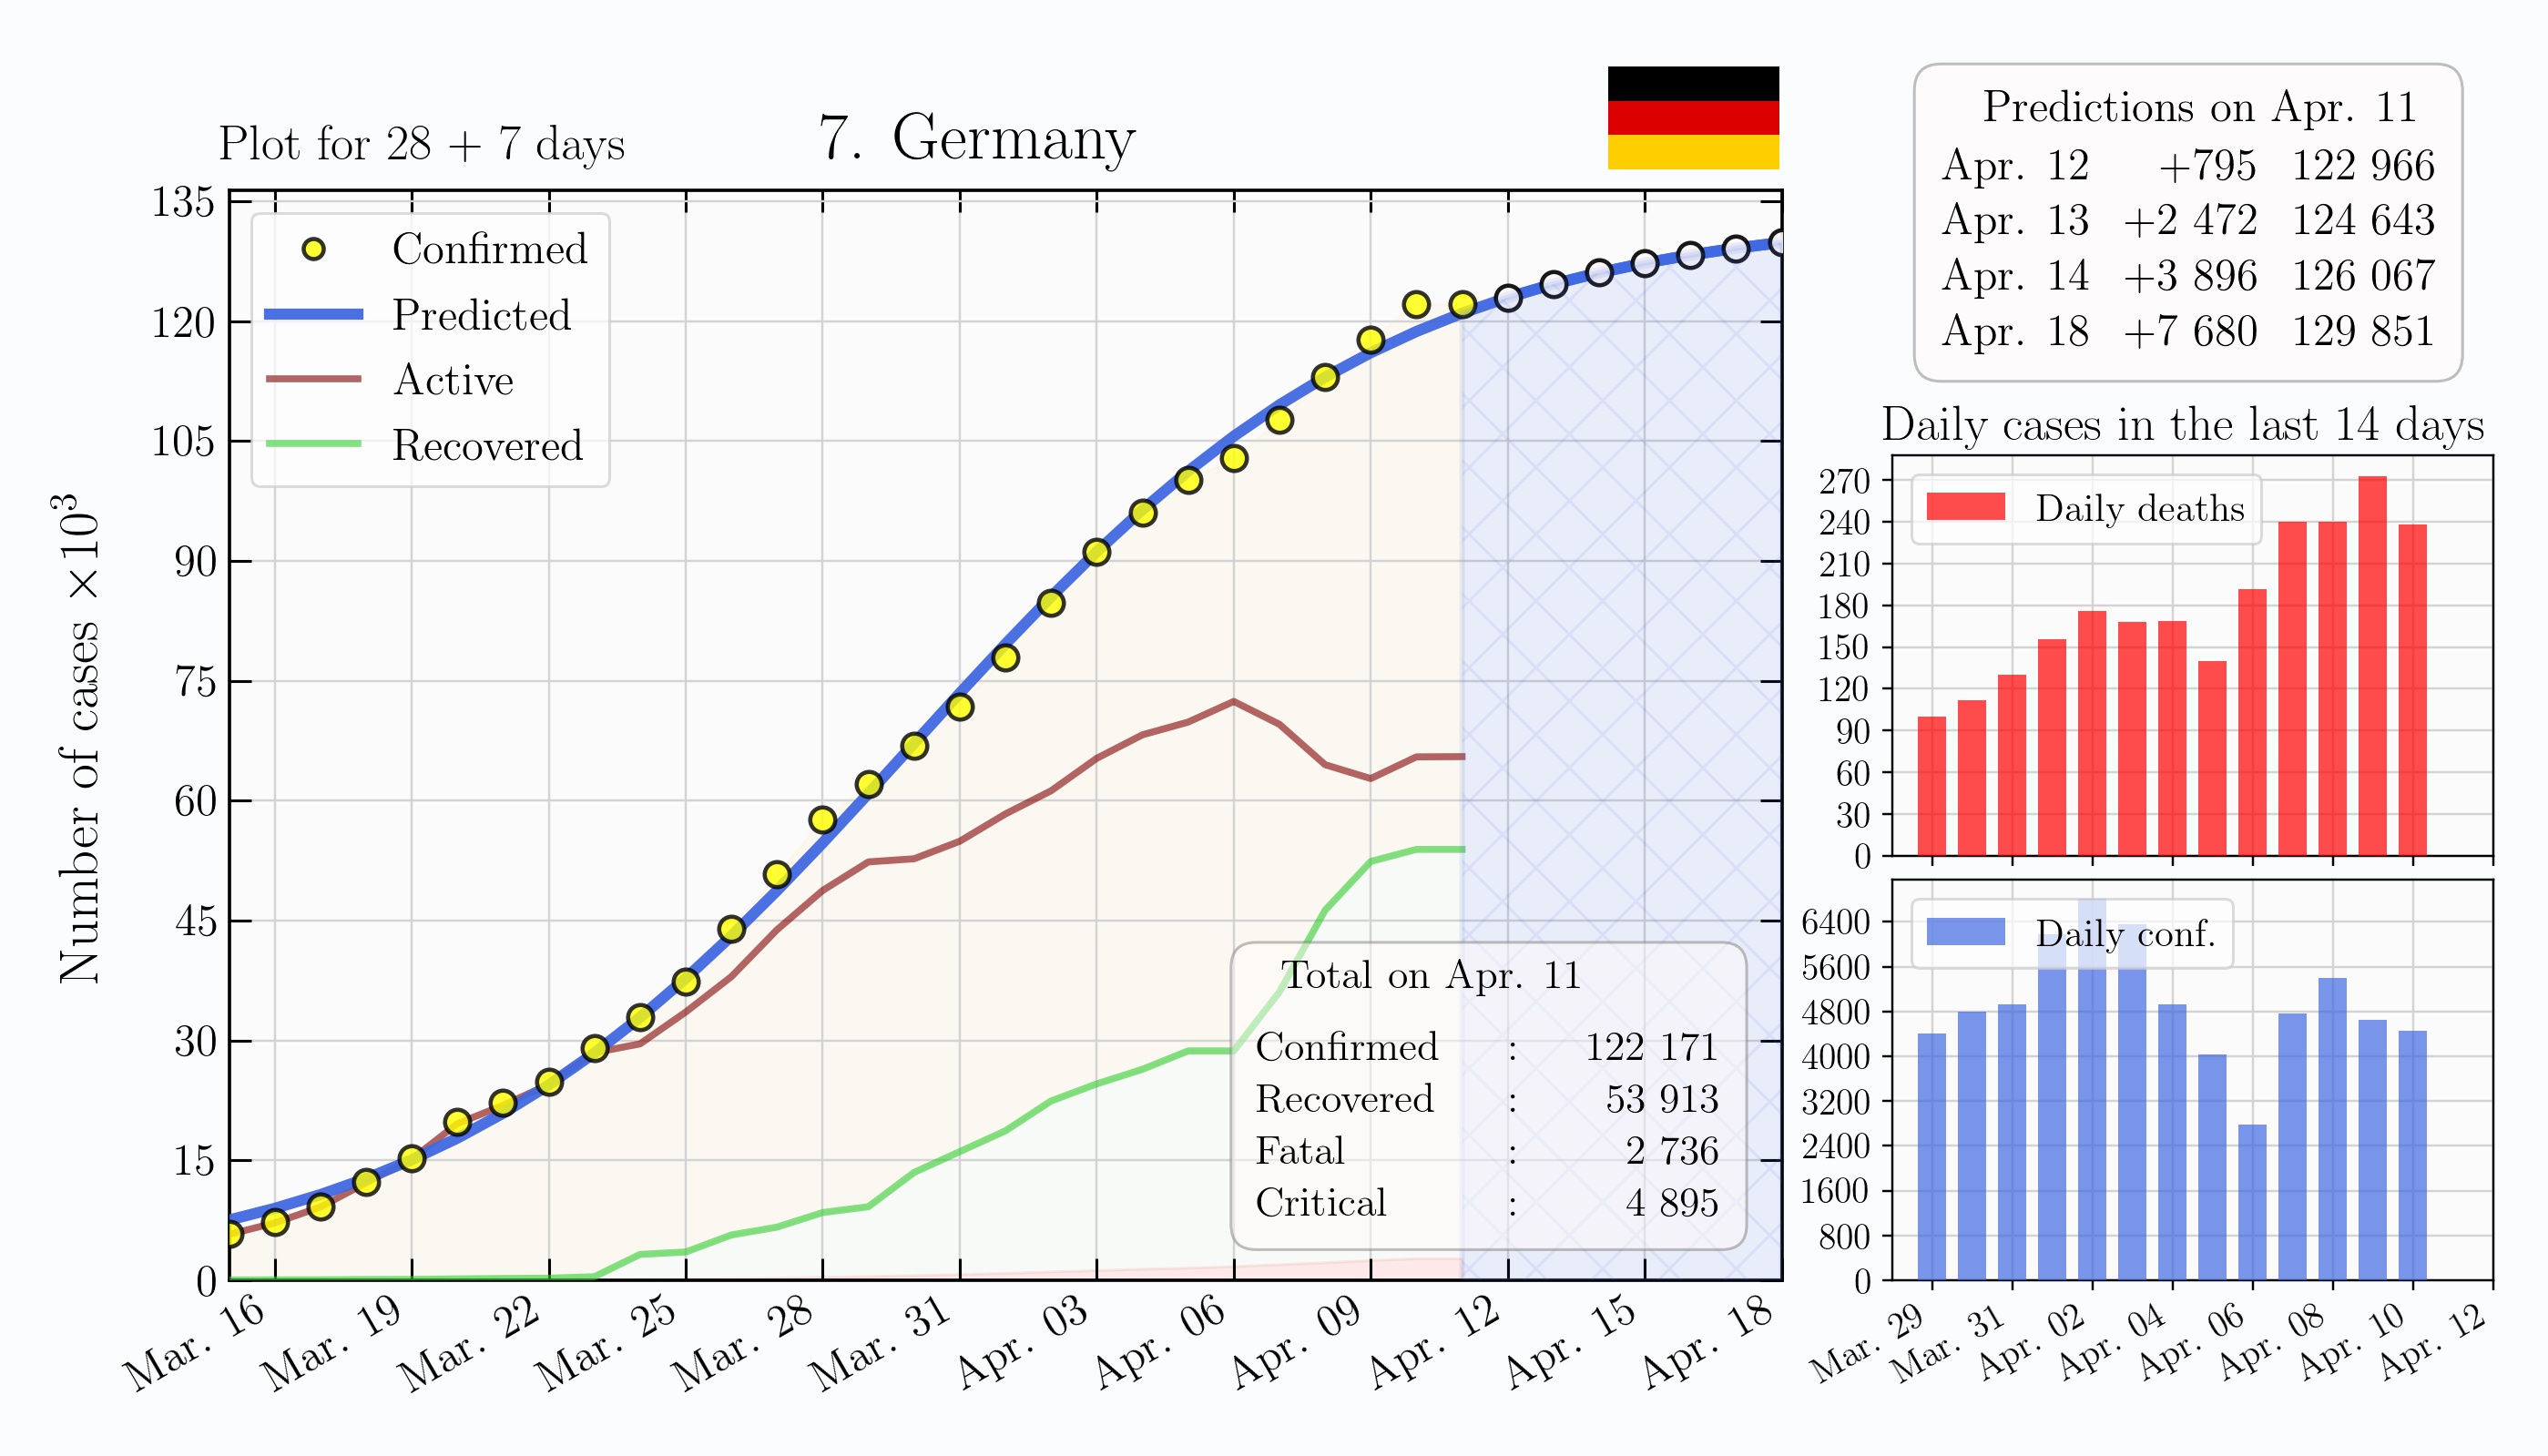 Plot for 28 + 7 days
7. Germany
Number of cases ×10³
135
120
105
90
75
60
45
30
15
0
Confirmed
Predicted
Active
Recovered
Total on Apr. 11
Confirmed : 122 171
Recovered : 53 913
Fatal : 2 736
Critical : 4 895
Mar. 16
Mar. 19
Mar. 22
Mar. 25
Mar. 28
Mar. 31
Apr. 03
Apr. 06
Apr. 09
Apr. 12
Apr. 15
Apr. 18
Predictions on Apr. 11
Apr. 12 +795 122 966
Apr. 13 +2 472 124 643
Apr. 14 +3 896 126 067
Apr. 18 +7 680 129 851
Daily cases in the last 14 days
270
240
210
180
150
120
90
60
30
0
Daily deaths
6400
5600
4800
4000
3200
2400
1600
800
0
Daily conf.
Mar. 29
Mar. 31
Apr. 02
Apr. 04
Apr. 06
Apr. 08
Apr. 10
Apr. 12